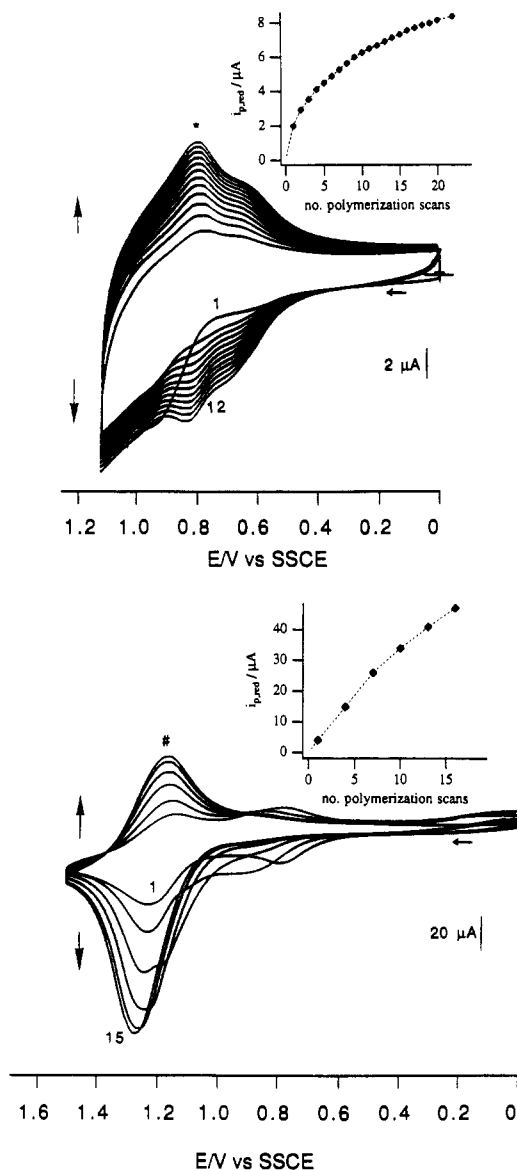 8
6
4
2
0
i p,red / µA
0 5 10 15 20
no. polymerization scans
*
1
12
2 µA
1.2 1.0 0.8 0.6 0.4 0.2 0
E/V vs SSCE
40
30
20
10
0
i p,red / µA
0 5 10 15
no. polymerization scans
#
1
15
20 µA
1.6 1.4 1.2 1.0 0.8 0.6 0.4 0.2 0
E/V vs SSCE